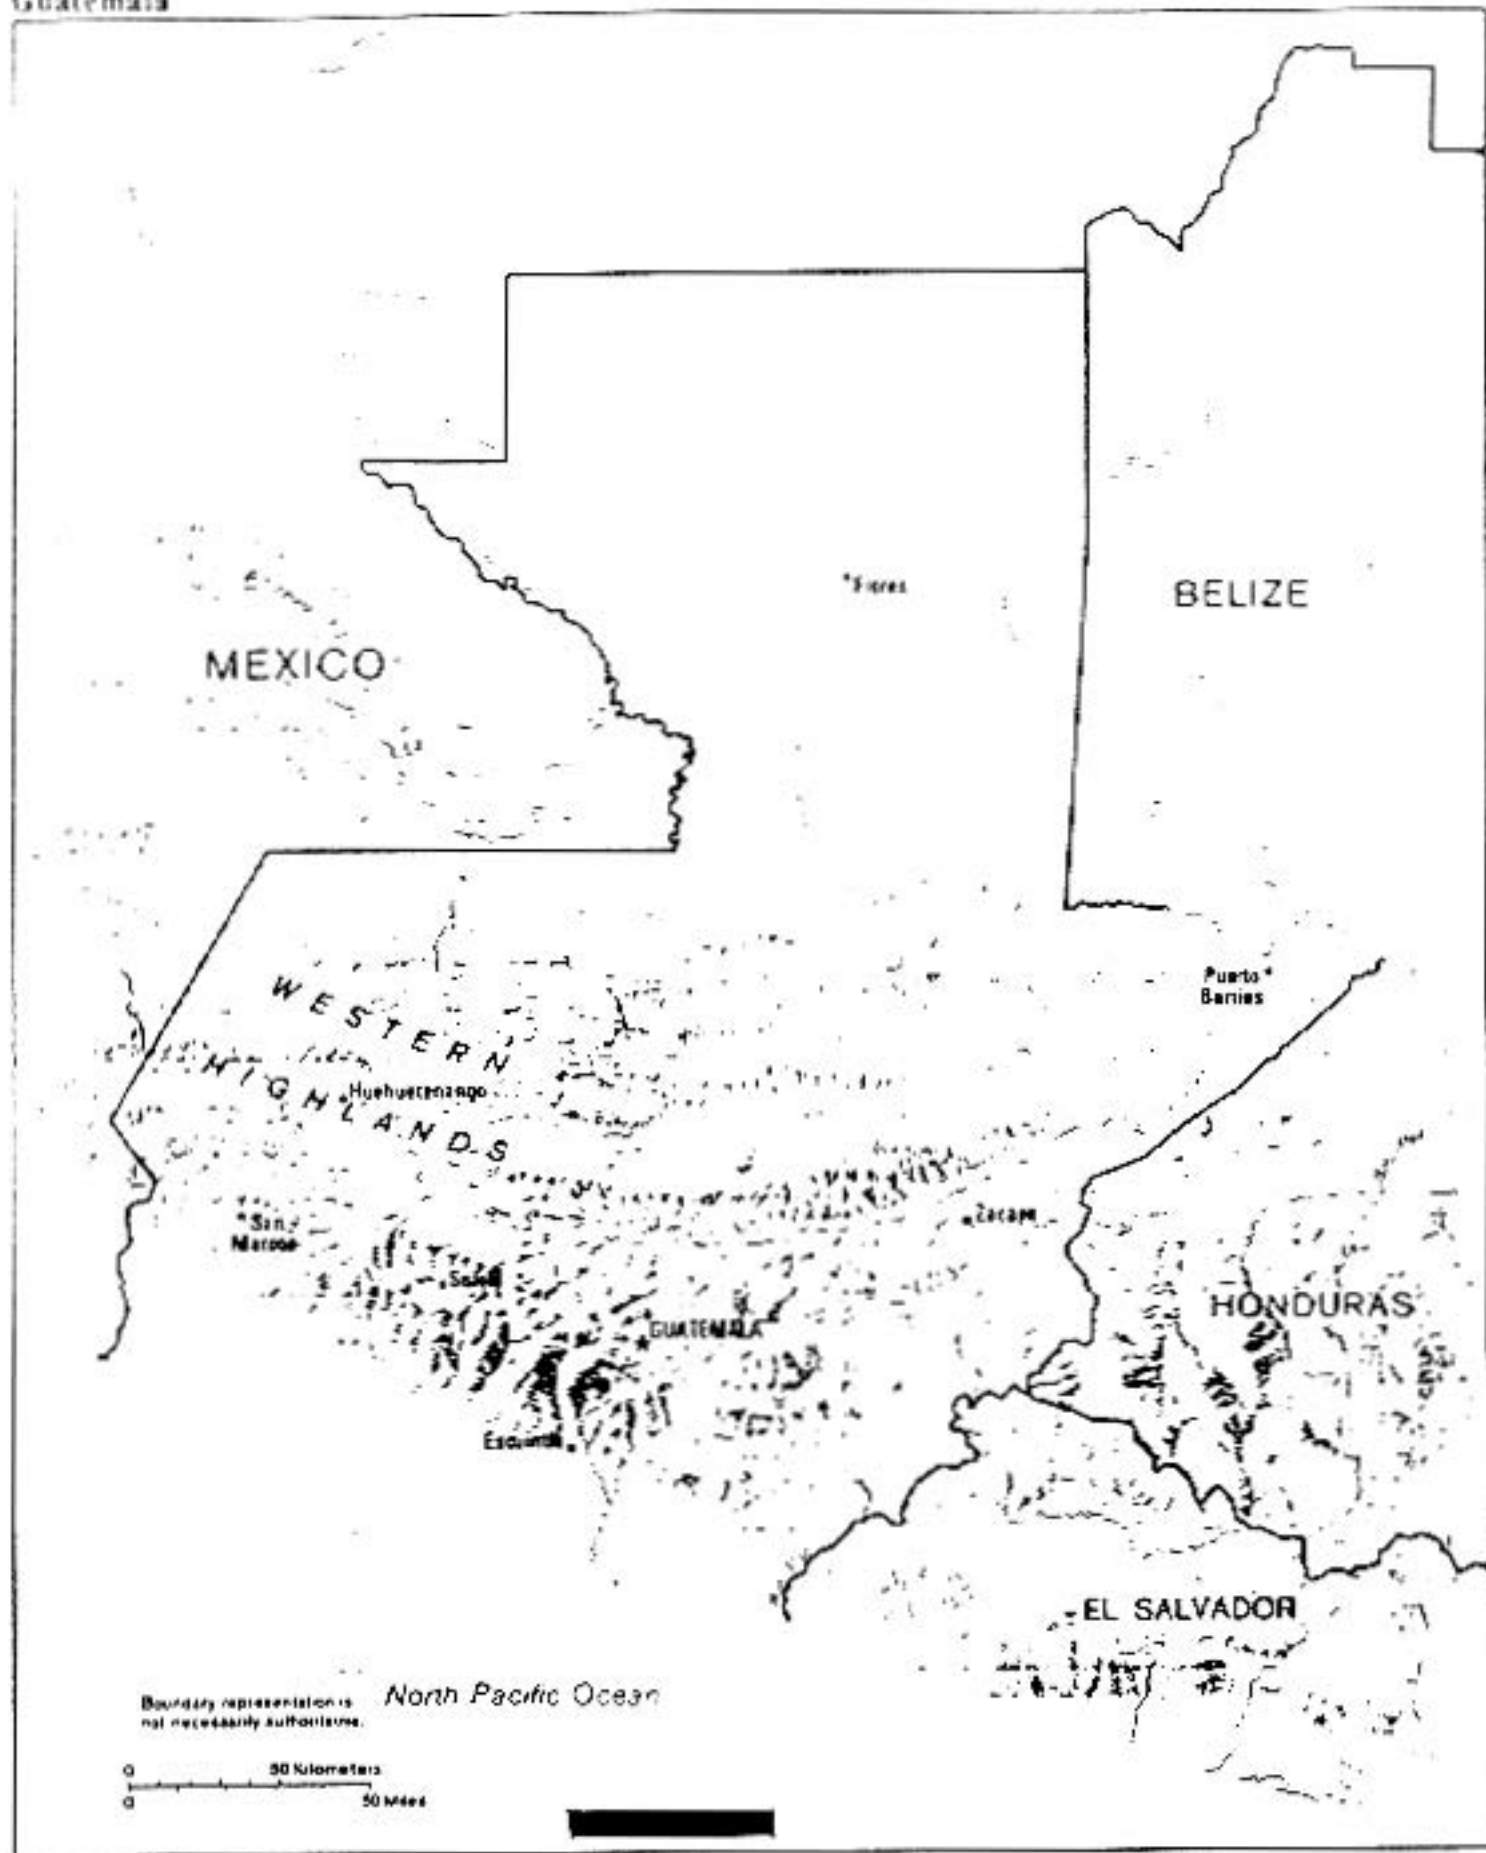 Guatemala
Flores
BELIZE
MEXICO
WESTERN
HIGHLANDS
Puerto
Barrios
Huehuetenango
San
Marcos
Zacapa
Sololá
HONDURAS
GUATEMALA
Escuintla
EL SALVADOR
North Pacific Ocean
Boundary representation is
not necessarily authoritative.
0 50 Kilometers
0 50 Miles